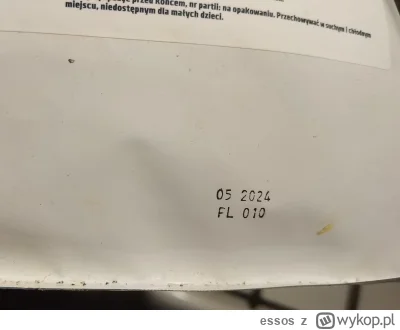 przed końcem, nr partii: na opakowaniu. Przechowywać w suchym i chłodnym
miejscu, niedostępnym dla małych dzieci.
05 2024
FL 010
essos z wykop.pl